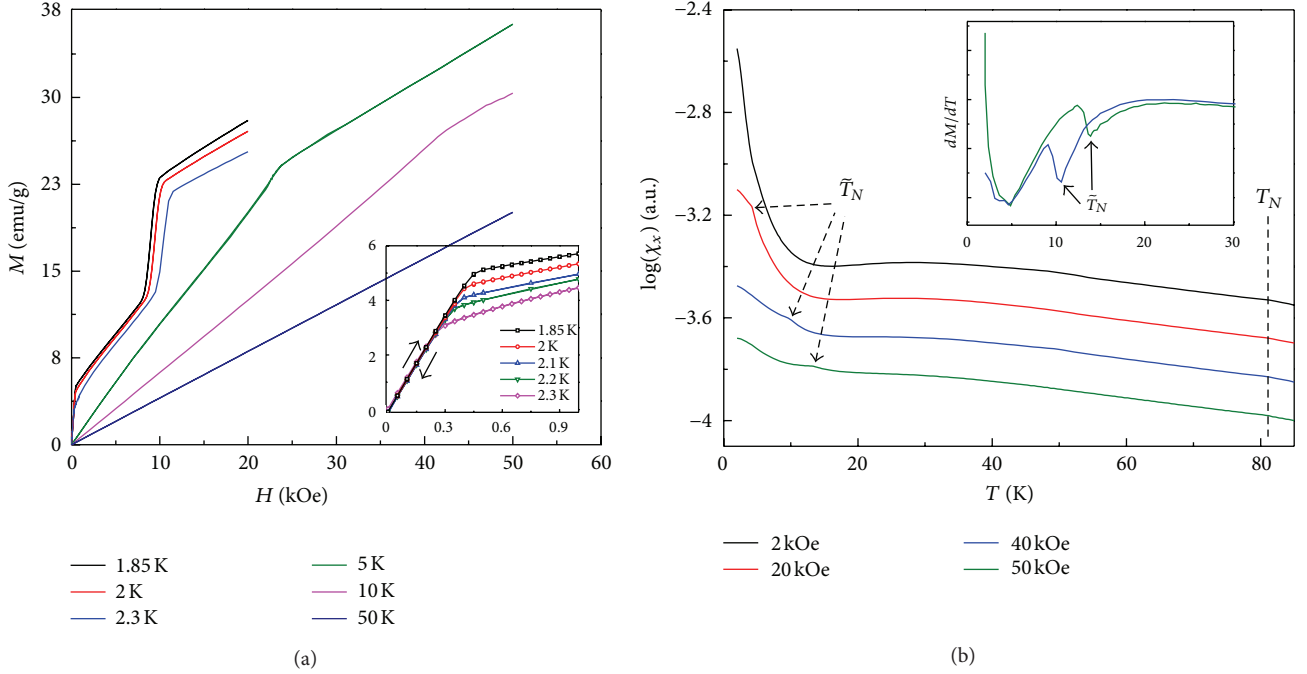 38
30
23
15
8
0
M (emu/g)
0
10
20
30
40
50
60
H (kOe)
6
4
2
0
0
0.3
0.6
0.9
1.85 K
2 K
2.1 K
2.2 K
2.3 K
1.85 K
2 K
2.3 K
5 K
10 K
50 K
(a)
−2.4
−2.8
−3.2
−3.6
−4
log(χx) (a.u.)
0
20
40
60
80
T (K)
T̃N
TN
dM/dT
T̃N
0
10
20
30
2 kOe
20 kOe
40 kOe
50 kOe
(b)